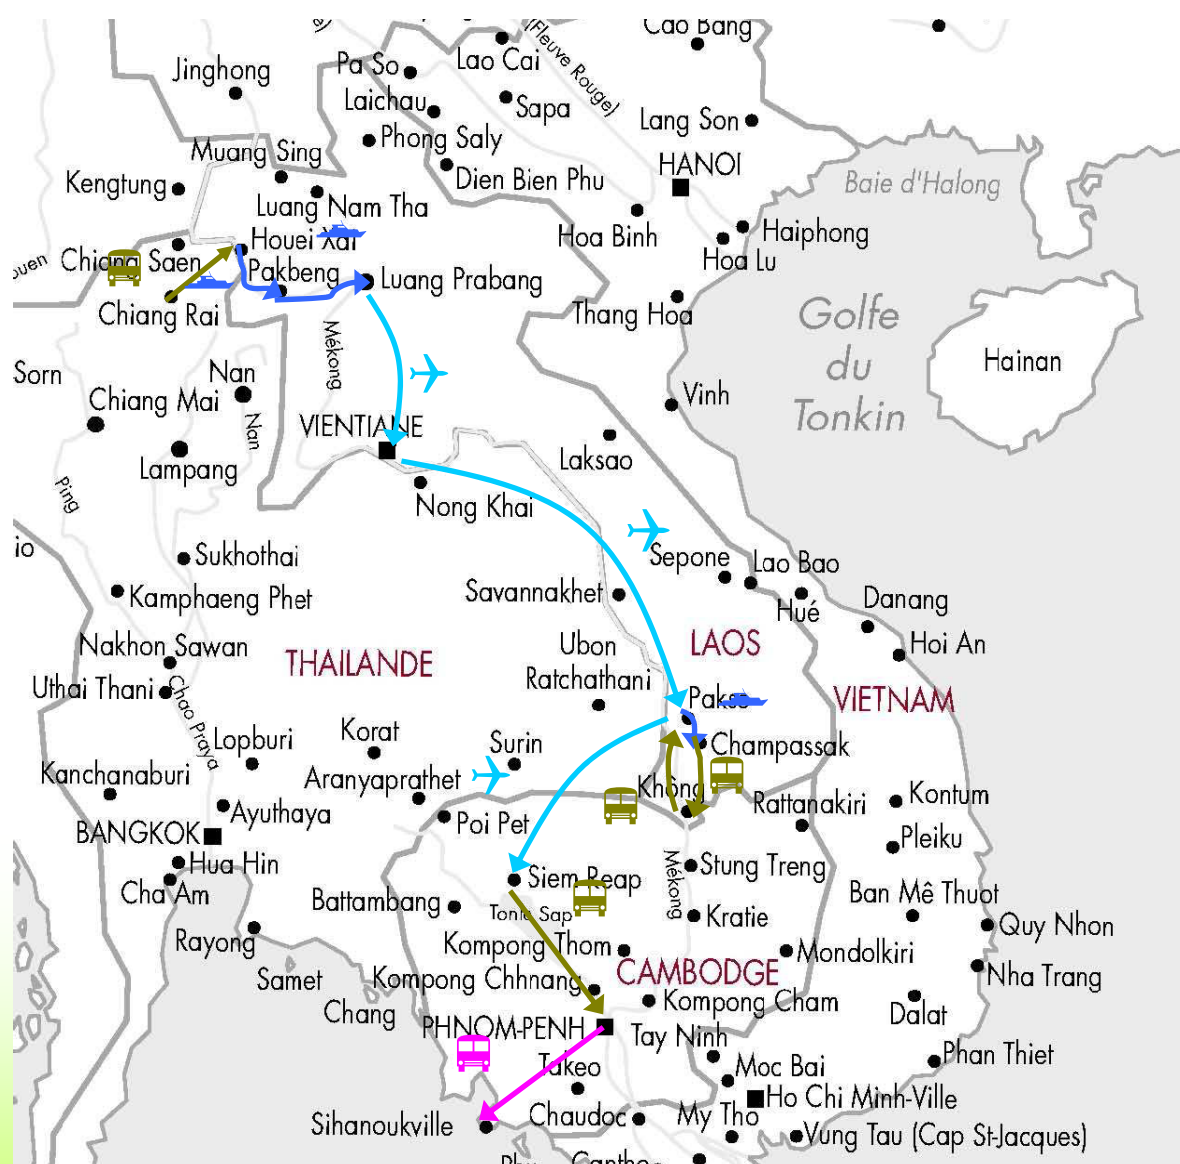 Cao Bang
Lao Cai
(Fleuve Rouge)
Pa So
Jinghong
Laichau
Sapa
Lang Son
Phong Saly
Muang Sing
HANOI
Kengtung
Dien Bien Phu
Baie d'Halong
Luang Nam Tha
Houei Xai
Hoa Binh
Haiphong
Hoa Lu
Chiang Saen
Pakbeng
Luang Prabang
Chiang Rai
Thang Hoa
Golfe
du
Tonkin
Hainan
Mékong
Sorn
Nan
Chiang Mai
Nan
Vinh
VIENTIANE
Lampang
Laksao
Ping
Nong Khai
io
Sukhothai
Sepone
Lao Bao
Kamphaeng Phet
Savannakhet
Hué
Danang
Nakhon Sawan
Ubon
Ratchathani
LAOS
Hoi An
THAILANDE
Uthai Thani
Chao Praya
Pakse
VIETNAM
Lopburi
Korat
Surin
Champassak
Kanchanaburi
Aranyaprathet
Không
Rattanakiri
Kontum
Ayuthaya
Poi Pet
BANGKOK
Pleiku
Hua Hin
Mékong
Stung Treng
Cha Am
Siem Reap
Ban Mê Thuot
Battambang
Tonle Sap
Kratie
Quy Nhon
Rayong
Kompong Thom
Mondolkiri
Samet
Kompong Chhnang
CAMBODGE
Nha Trang
Chang
Kompong Cham
Dalat
PHNOM-PENH
Tay Ninh
Phan Thiet
Takeo
Moc Bai
Ho Chi Minh-Ville
Sihanoukville
Chaudoc
My Tho
Vung Tau (Cap St-Jacques)